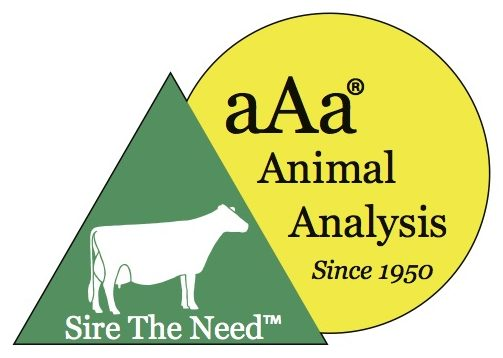 aAa®
Animal
Analysis
Since 1950
Sire The Need™